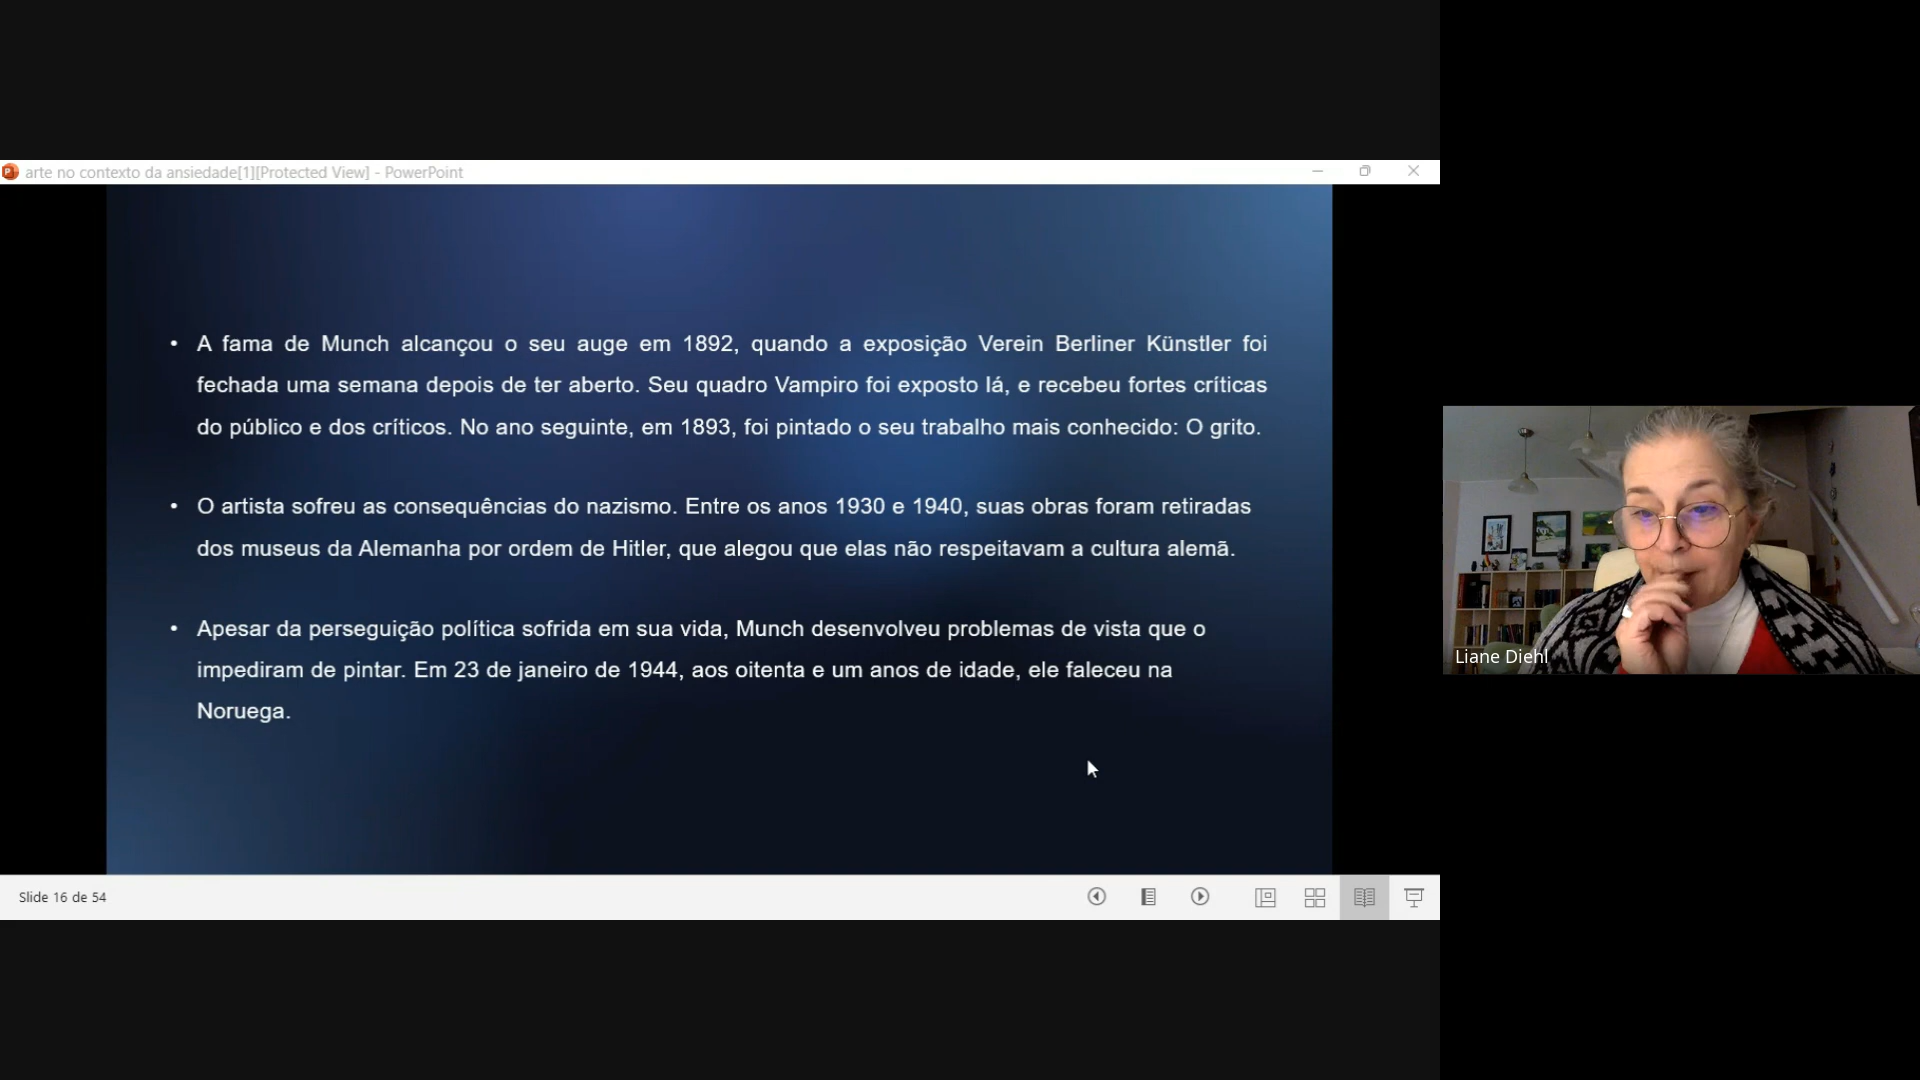 arte no contexto da ansiedade[1][Protected View] - PowerPoint
• A fama de Munch alcançou o seu auge em 1892, quando a exposição Verein Berliner Künstler foi
fechada uma semana depois de ter aberto. Seu quadro Vampiro foi exposto lá, e recebeu fortes críticas
do público e dos críticos. No ano seguinte, em 1893, foi pintado o seu trabalho mais conhecido: O grito.
• O artista sofreu as consequências do nazismo. Entre os anos 1930 e 1940, suas obras foram retiradas
dos museus da Alemanha por ordem de Hitler, que alegou que elas não respeitavam a cultura alemã.
• Apesar da perseguição política sofrida em sua vida, Munch desenvolveu problemas de vista que o
impediram de pintar. Em 23 de janeiro de 1944, aos oitenta e um anos de idade, ele faleceu na
Noruega.
Liane Diehl
Slide 16 de 54